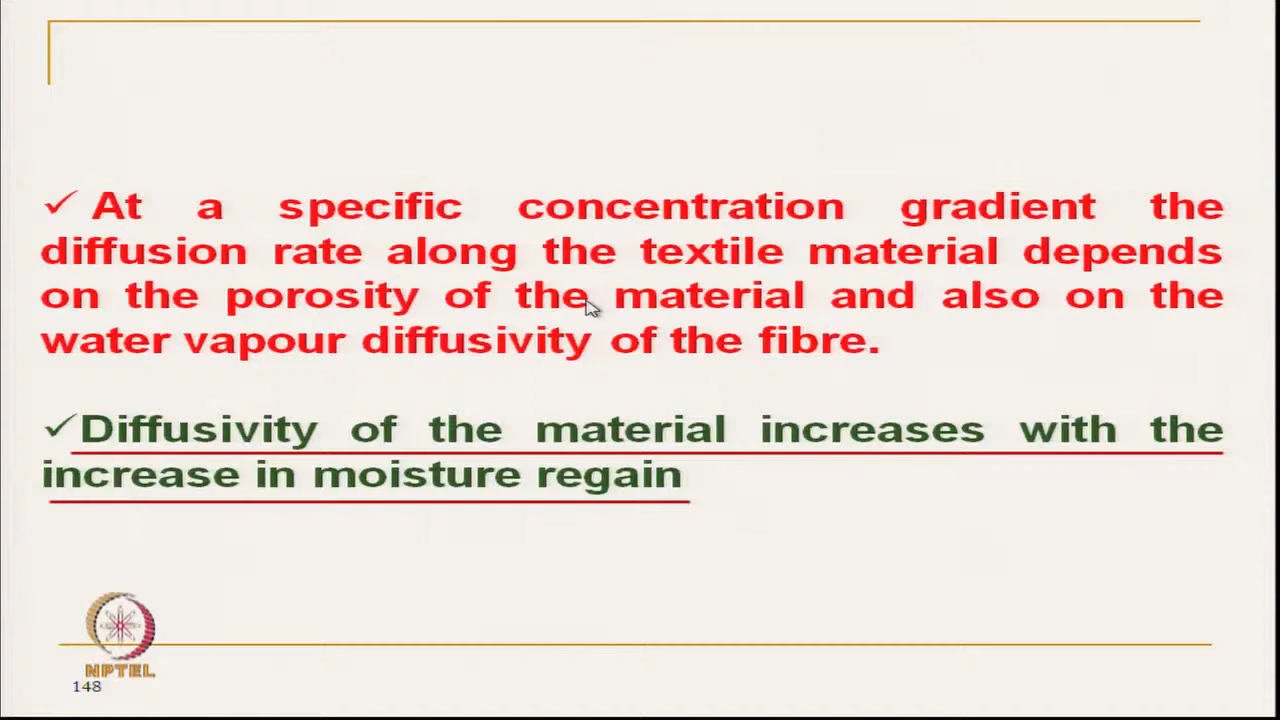 ✓ At a specific concentration gradient the
diffusion rate along the textile material depends
on the porosity of the material and also on the
water vapour diffusivity of the fibre.
✓Diffusivity of the material increases with the
increase in moisture regain
NPTEL
148